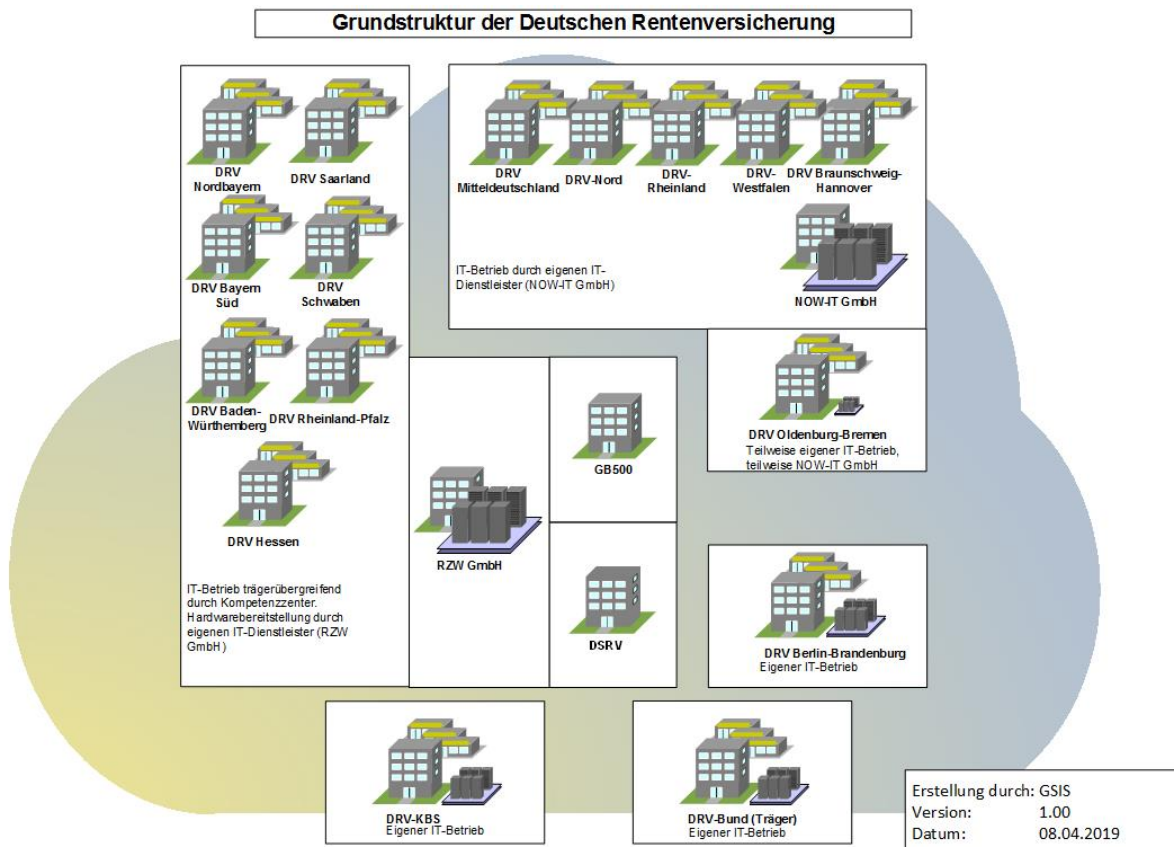 Grundstruktur der Deutschen Rentenversicherung
DRV
Nordbayern
DRV Saarland
DRV Bayern
Süd
DRV
Schwaben
DRV Baden-
Würthemberg
DRV Rheinland-Pfalz
DRV Hessen
IT-Betrieb trägerübergreifend
durch Kompetenzzenter.
Hardwarebereitstellung durch
eigenen IT-Dienstleister (RZW
GmbH)
DRV
Mitteldeutschland
DRV-Nord
DRV-
Rheinland
DRV-
Westfalen
DRV Braunschweig-
Hannover
IT-Betrieb durch eigenen IT-
Dienstleister (NOW-IT GmbH)
NOW-IT GmbH
RZW GmbH
GB500
DSRV
DRV Oldenburg-Bremen
Teilweise eigener IT-Betrieb,
teilweise NOW-IT GmbH
DRV Berlin-Brandenburg
Eigener IT-Betrieb
DRV-KBS
Eigener IT-Betrieb
DRV-Bund (Träger)
Eigener IT-Betrieb
Erstellung durch: GSIS
Version: 1.00
Datum: 08.04.2019